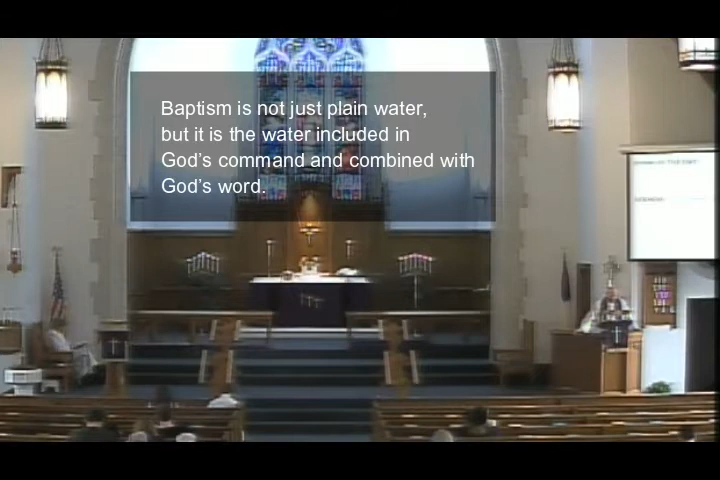 Baptism is not just plain water,
but it is the water included in
God's command and combined with
God's word.